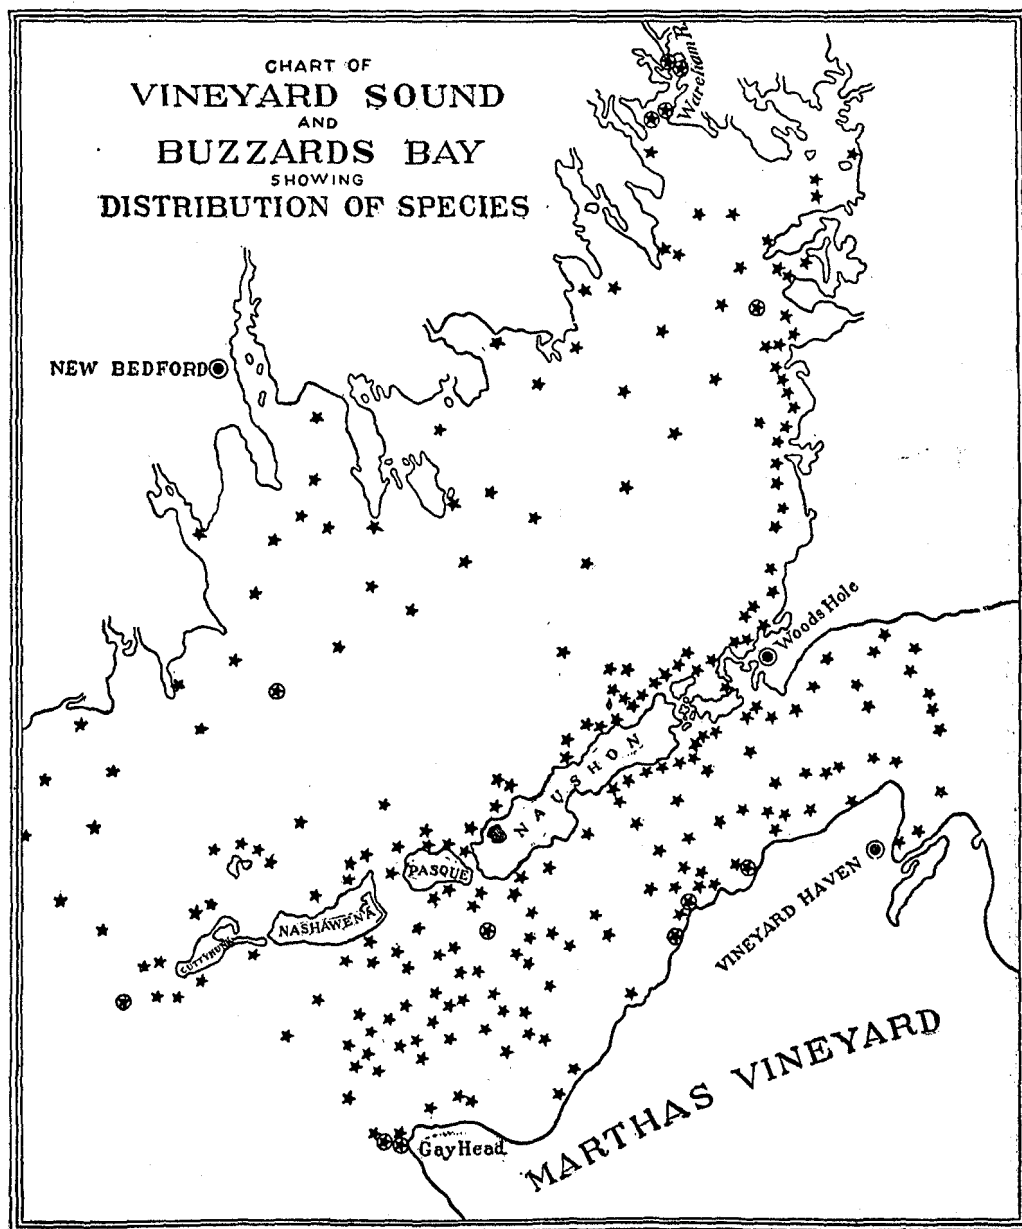 CHART OF
VINEYARD SOUND
AND
BUZZARDS BAY
SHOWING
DISTRIBUTION OF SPECIES
Wareham R.
NEW BEDFORD
Woods Hole
NAUSHON
PASQUE
NASHAWENA
CUTTYHUNK
VINEYARD HAVEN
MARTHAS VINEYARD
Gay Head